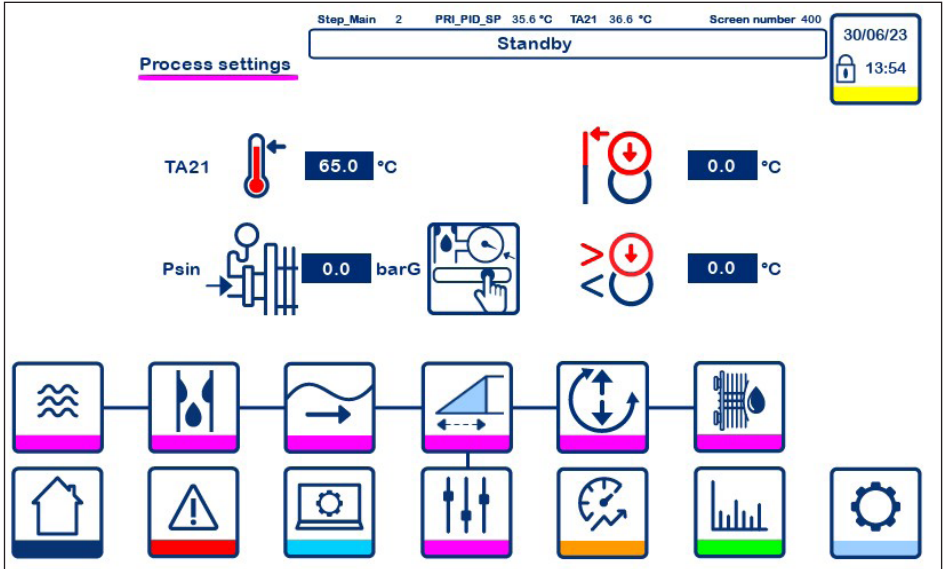 Step_Main 2 PRI_PID_SP 35.6 °C TA21 36.6 °C Screen number 400
Standby
30/06/23
13:54
Process settings
TA21 65.0 °C
0.0 °C
Psin 0.0 barG
0.0 °C